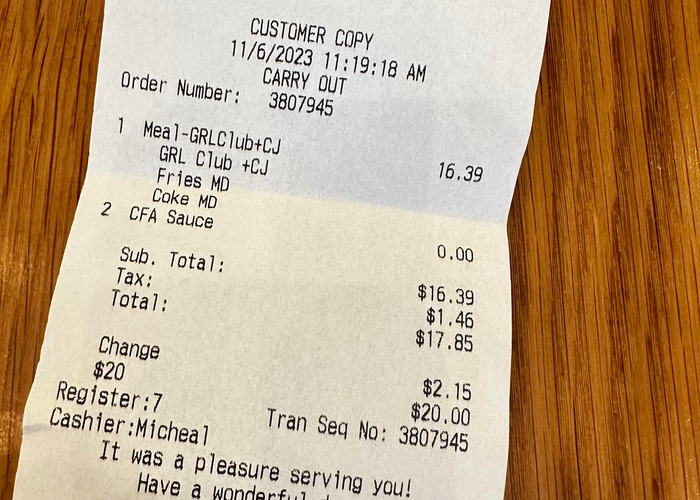 CUSTOMER COPY
11/6/2023 11:19:18 AM
CARRY OUT
Order Number: 3807945
1 Meal-GRLClub+CJ 16.39
GRL Club +CJ
Fries MD
Coke MD
2 CFA Sauce 0.00
Sub. Total: $16.39
Tax: $1.46
Total: $17.85
Change $2.15
$20 $20.00
Register:7 Tran Seq No: 3807945
Cashier:Micheal
It was a pleasure serving you!
Have a wonderful